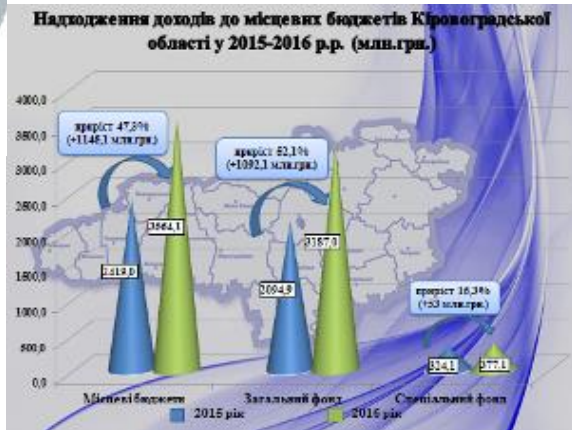 Надходження доходів до місцевих бюджетів Кіровоградської
області у 2015-2016 р.р. (млн.грн.)
4000,0
3500,0
3000,0
2500,0
2000,0
1500,0
1000,0
500,0
0,0
приріст 47,3%
(+1145,1 млн.грн.)
приріст 52,1%
(+1092,1 млн.грн.)
приріст 16,3%
(+53 млн.грн.)
2419,0
3564,1
2094,9
3187,0
324,1
377,1
Місцеві бюджети
Загальний фонд
Спеціальний фонд
2015 рік
2016 рік